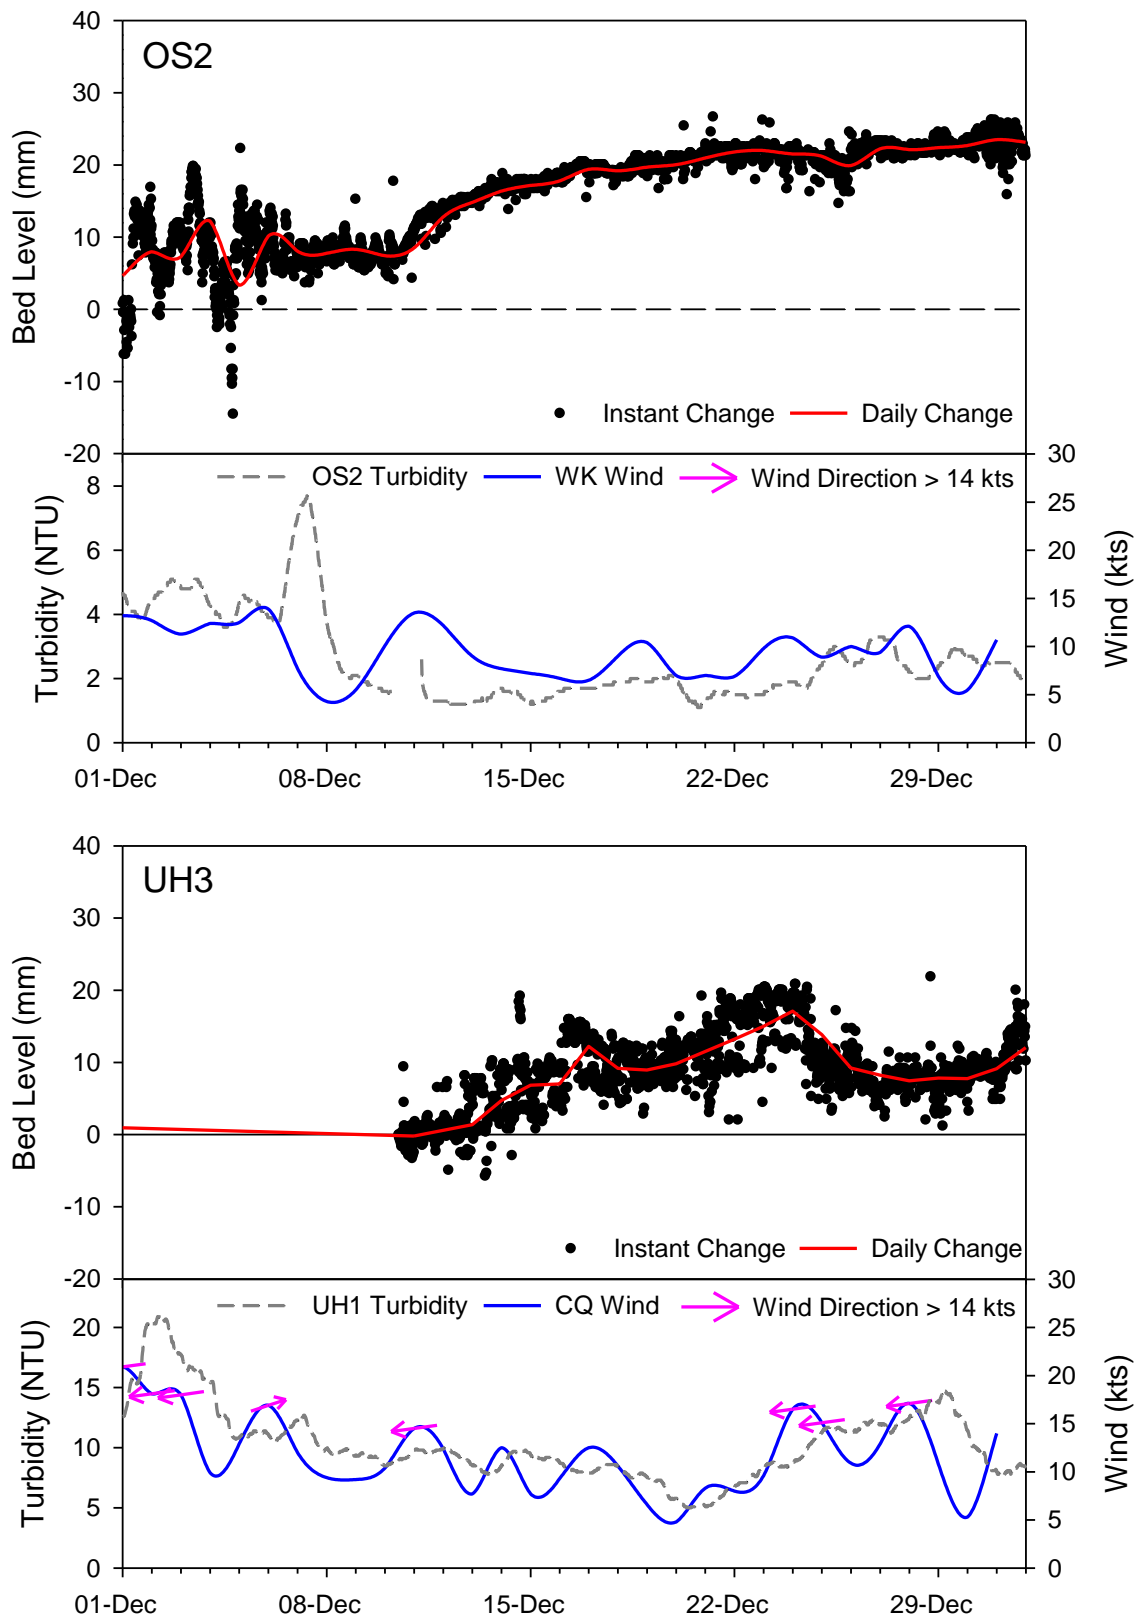 40
OS2
30
20
10
0
-10
-20
Bed Level (mm)
Instant Change
Daily Change
OS2 Turbidity
WK Wind
Wind Direction > 14 kts
8
6
4
2
0
Turbidity (NTU)
30
25
20
15
10
5
0
Wind (kts)
01-Dec 08-Dec 15-Dec 22-Dec 29-Dec
40
UH3
30
20
10
0
-10
-20
Bed Level (mm)
Instant Change
Daily Change
UH1 Turbidity
CQ Wind
Wind Direction > 14 kts
20
15
10
5
0
Turbidity (NTU)
30
25
20
15
10
5
0
Wind (kts)
01-Dec 08-Dec 15-Dec 22-Dec 29-Dec